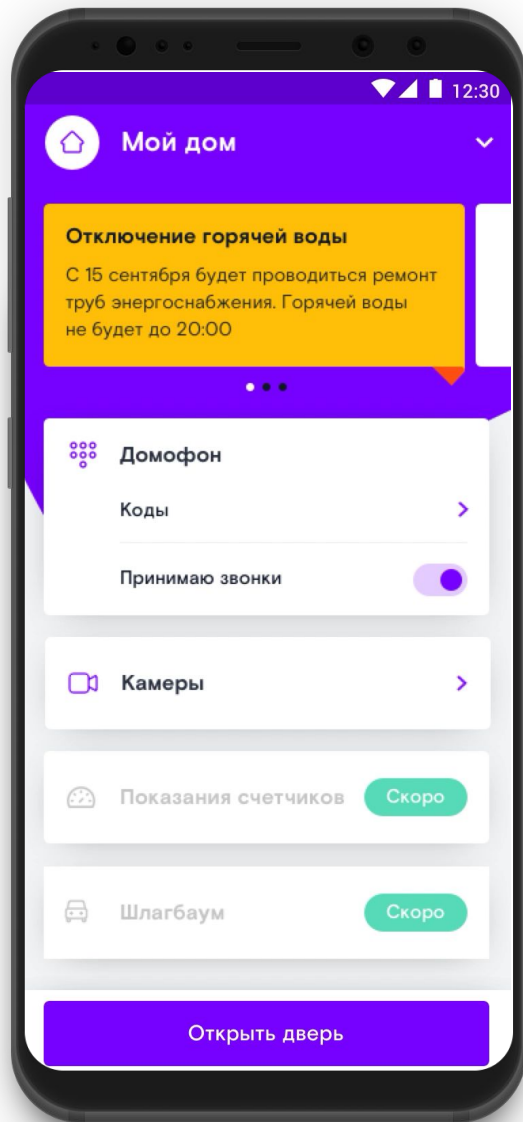 12:30
Мой дом
Отключение горячей воды
С 15 сентября будет проводиться ремонт
труб энергоснабжения. Горячей воды
не будет до 20:00
Домофон
Коды
Принимаю звонки
Камеры
Показания счетчиков Скоро
Шлагбаум Скоро
Открыть дверь